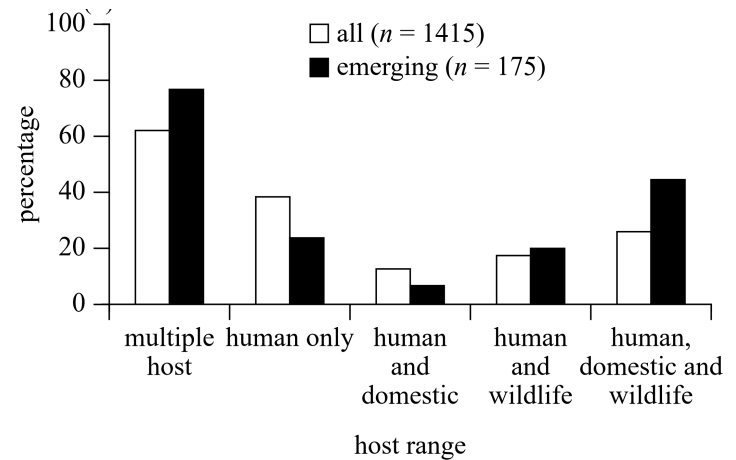 100
all (n = 1415)
emerging (n = 175)
80
60
40
20
0
percentage
multiple host
human only
human and domestic
human and wildlife
human, domestic and wildlife
host range